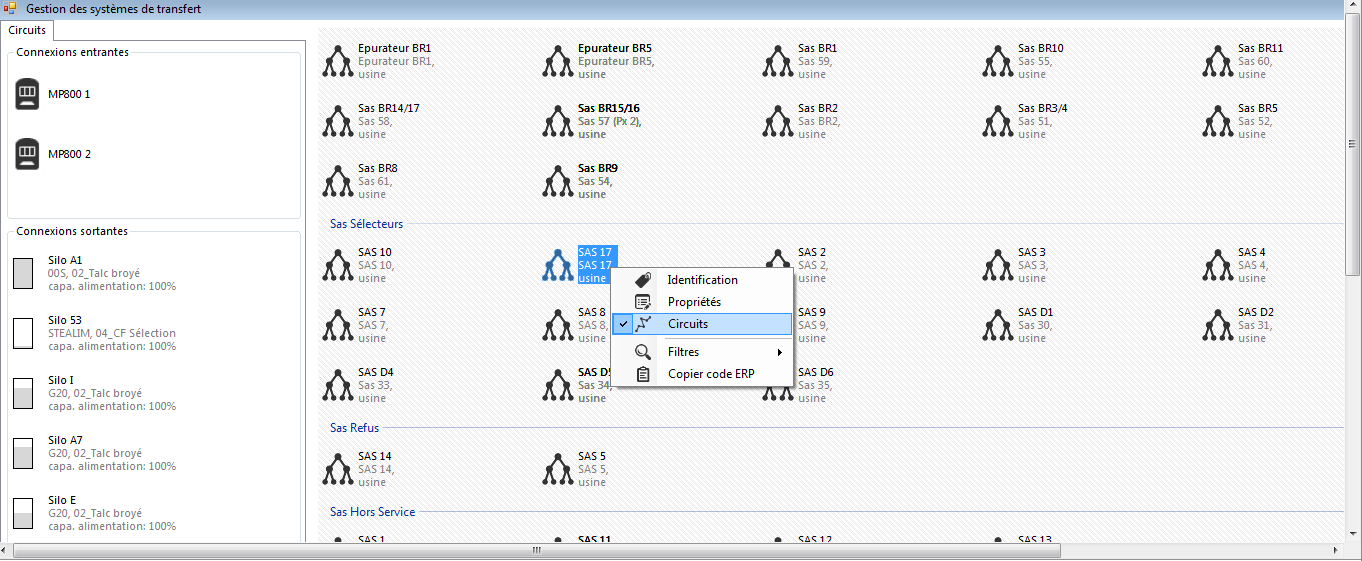 Gestion des systèmes de transfert
Circuits
Connexions entrantes
MP800 1
MP800 2
Connexions sortantes
Silo A1
00S, 02_Talc broyé
capa. alimentation: 100%
Silo 53
STEALIM, 04_CF Sélection
capa. alimentation: 100%
Silo I
G20, 02_Talc broyé
capa. alimentation: 100%
Silo A7
G20, 02_Talc broyé
capa. alimentation: 100%
Silo E
G20, 02_Talc broyé
capa. alimentation: 100%
Epurateur BR1
Epurateur BR1,
usine
Epurateur BR5
Epurateur BR5,
usine
Sas BR1
Sas 59,
usine
Sas BR10
Sas 55,
usine
Sas BR11
Sas 60,
usine
Sas BR14/17
Sas 58,
usine
Sas BR15/16
Sas 57 (Px 2),
usine
Sas BR2
Sas BR2,
usine
Sas BR3/4
Sas 51,
usine
Sas BR5
Sas 52,
usine
Sas BR8
Sas 61,
usine
Sas BR9
Sas 54,
usine
Sas Sélecteurs
SAS 10
SAS 10,
usine
SAS 17
SAS 17,
usine
SAS 2
SAS 2,
SAS 3
SAS 3,
usine
SAS 4
SAS 4,
usine
SAS 7
SAS 7,
usine
SAS 8
SAS 8,
usine
SAS 9
SAS 9,
usine
SAS D1
Sas 30,
usine
SAS D2
Sas 31,
usine
SAS D4
Sas 33,
usine
SAS D5
Sas 34,
usine
SAS D6
Sas 35,
usine
Identification
Propriétés
Circuits
Filtres
Copier code ERP
Sas Refus
SAS 14
SAS 14,
usine
SAS 5
SAS 5,
usine
Sas Hors Service
SAS 1
SAS 11
SAS 12
SAS 13